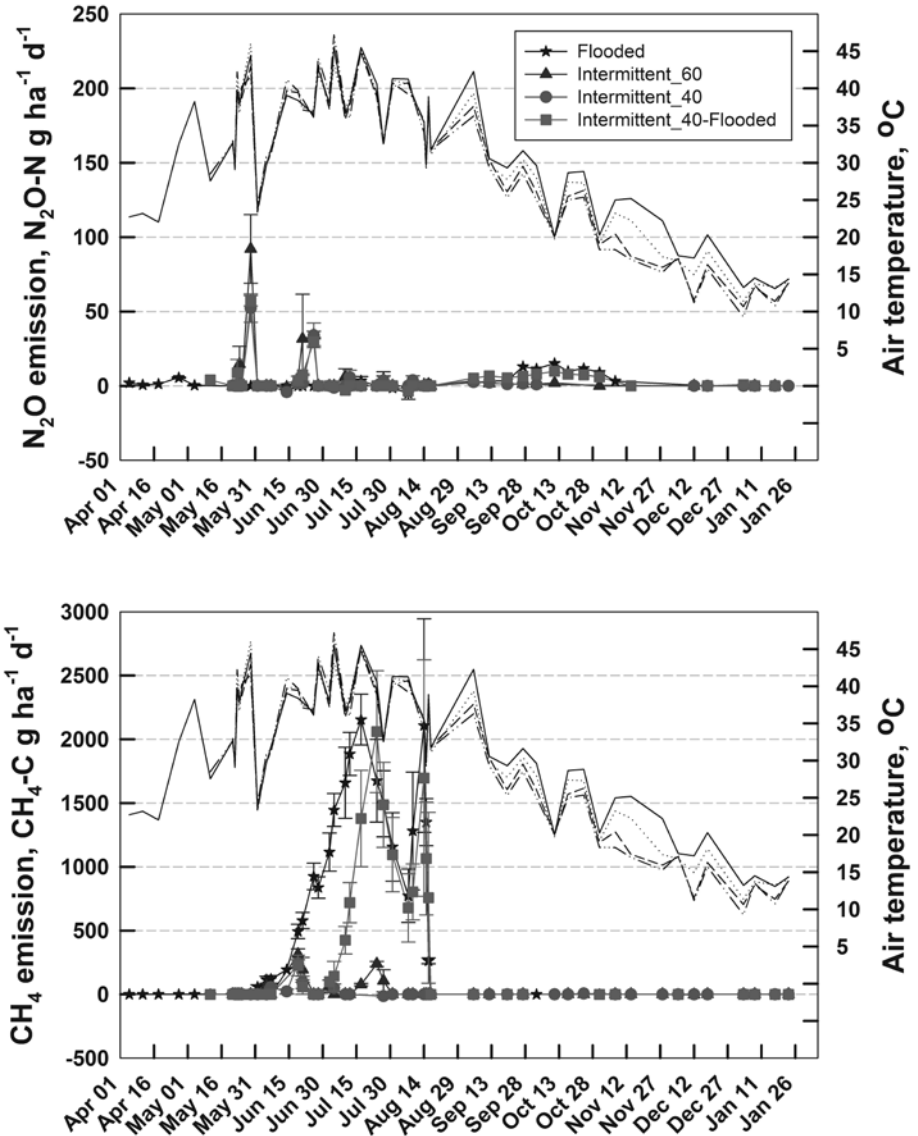 250
200
150
100
50
0
-50
N₂O emission, N₂O-N g ha⁻¹ d⁻¹
Flooded
Intermittent_60
Intermittent_40
Intermittent_40-Flooded
45
40
35
30
25
20
15
10
5
Air temperature, ºC
Apr 01
Apr 16
May 01
May 16
May 31
Jun 15
Jun 30
Jul 15
Jul 30
Aug 14
Aug 29
Sep 13
Sep 28
Oct 13
Oct 28
Nov 12
Nov 27
Dec 12
Dec 27
Jan 11
Jan 26
3000
2500
2000
1500
1000
500
0
-500
CH₄ emission, CH₄-C g ha⁻¹ d⁻¹
45
40
35
30
25
20
15
10
5
Air temperature, ºC
Apr 01
Apr 16
May 01
May 16
May 31
Jun 15
Jun 30
Jul 15
Jul 30
Aug 14
Aug 29
Sep 13
Sep 28
Oct 13
Oct 28
Nov 12
Nov 27
Dec 12
Dec 27
Jan 11
Jan 26